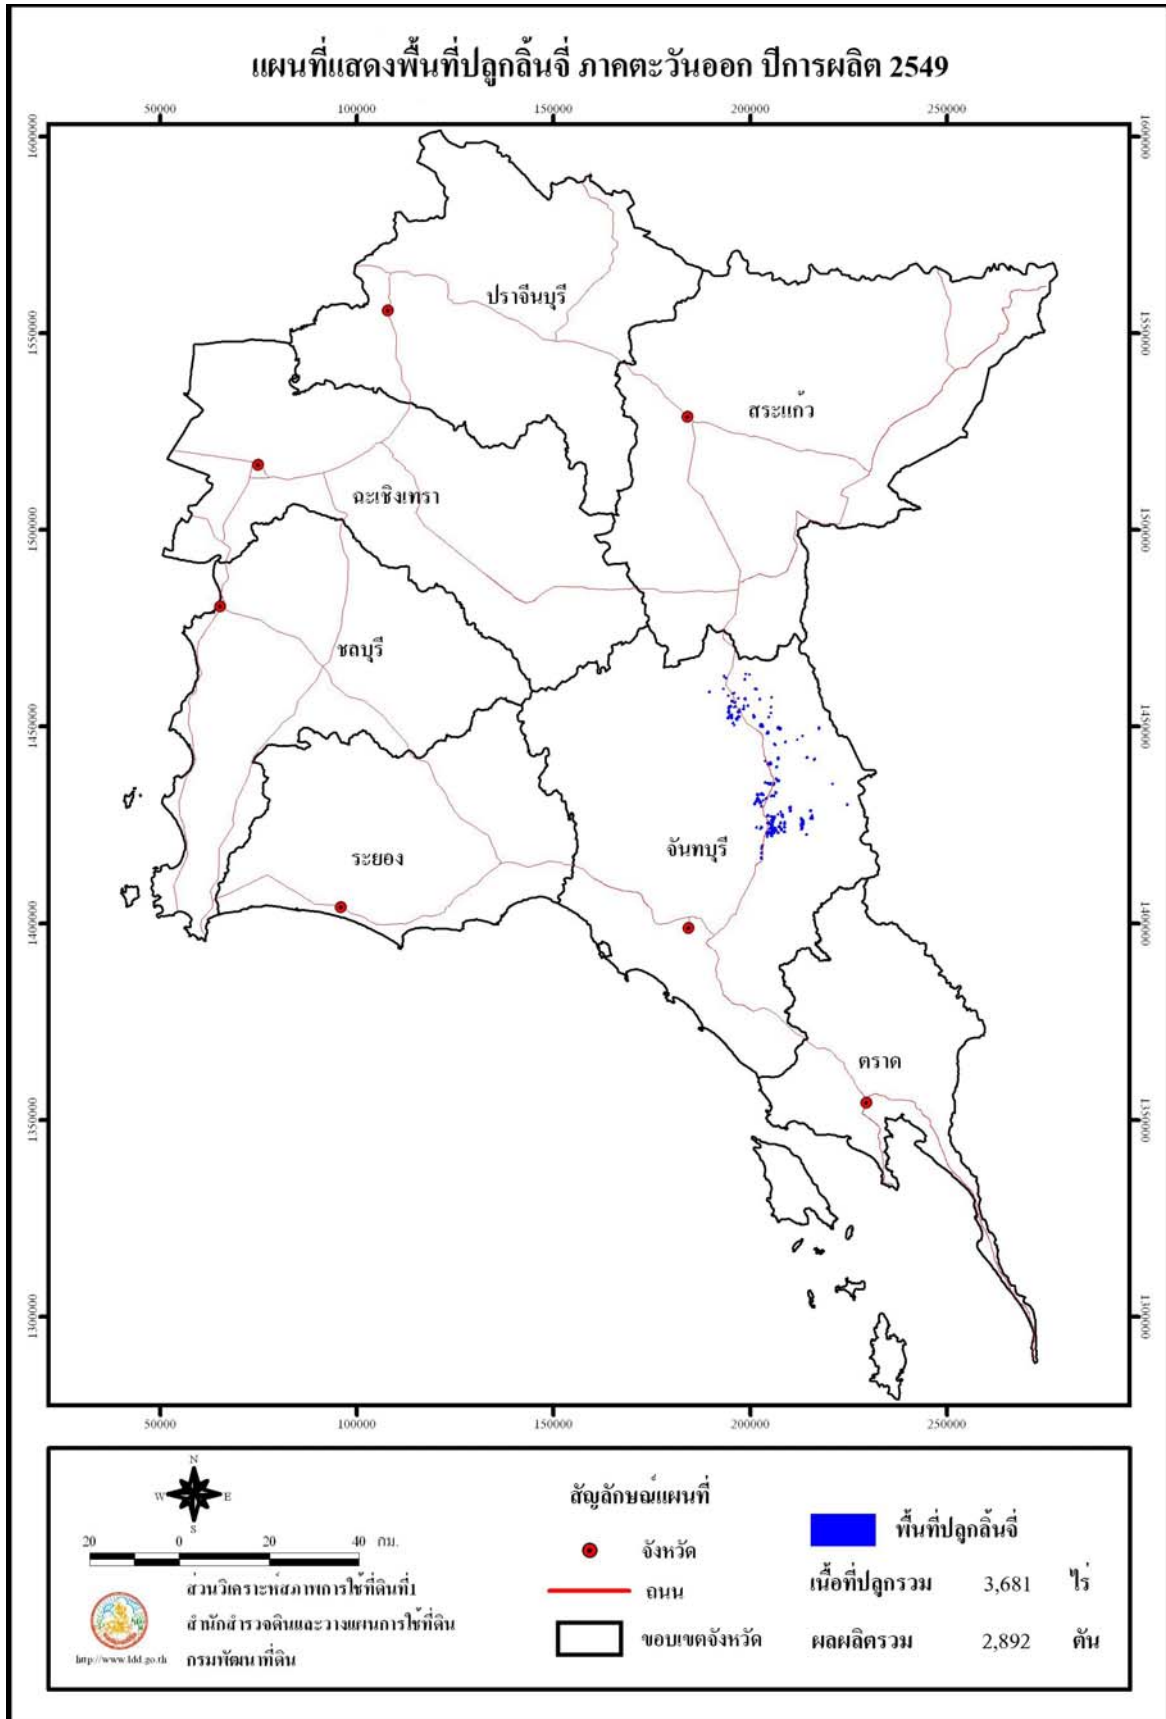 แผนที่แสดงพื้นที่ปลูกลิ้นจี่ ภาคตะวันออก ปีการผลิต 2549
50000 100000 150000 200000 250000
1600000 1600000
ปราจีนบุรี
1550000 1550000
สระแก้ว
ฉะเชิงเทรา
1500000 1500000
ชลบุรี
1450000 1450000
จันทบุรี
ระยอง
1400000 1400000
ตราด
1350000 1350000
1300000 1300000
50000 100000 150000 200000 250000
N
W E
S
20 0 20 40 กม.
ส่วนวิเคราะห์สภาพการใช้ที่ดินที่1
สำนักสำรวจดินและวางแผนการใช้ที่ดิน
http://www.ldd.go.th กรมพัฒนาที่ดิน
สัญลักษณ์แผนที่
จังหวัด
ถนน
ขอบเขตจังหวัด
พื้นที่ปลูกลิ้นจี่
เนื้อที่ปลูกรวม 3,681 ไร่
ผลผลิตรวม 2,892 ตัน